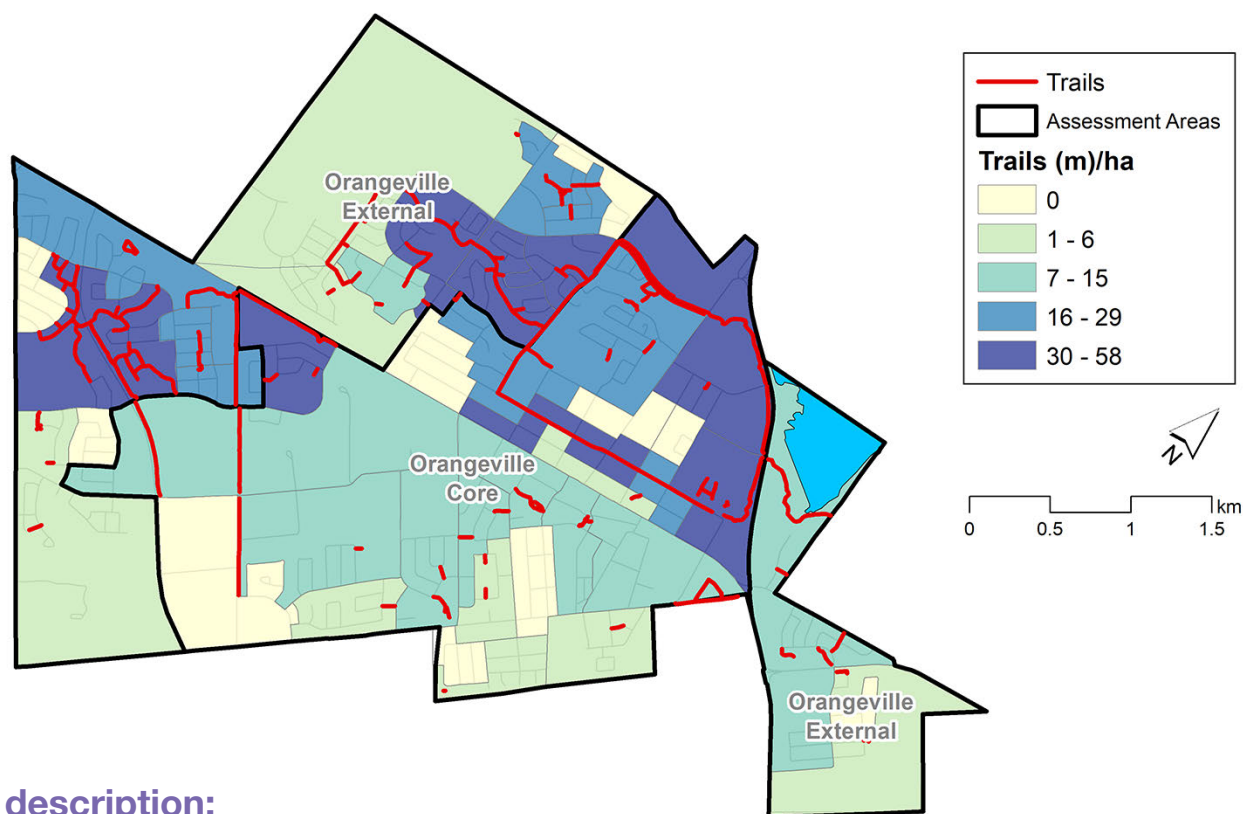 Trails
Assessment Areas
Trails (m)/ha
0
1 - 6
7 - 15
16 - 29
30 - 58
Orangeville
External
Orangeville
Core
N
0 0.5 1 1.5
km
Orangeville
External
description: